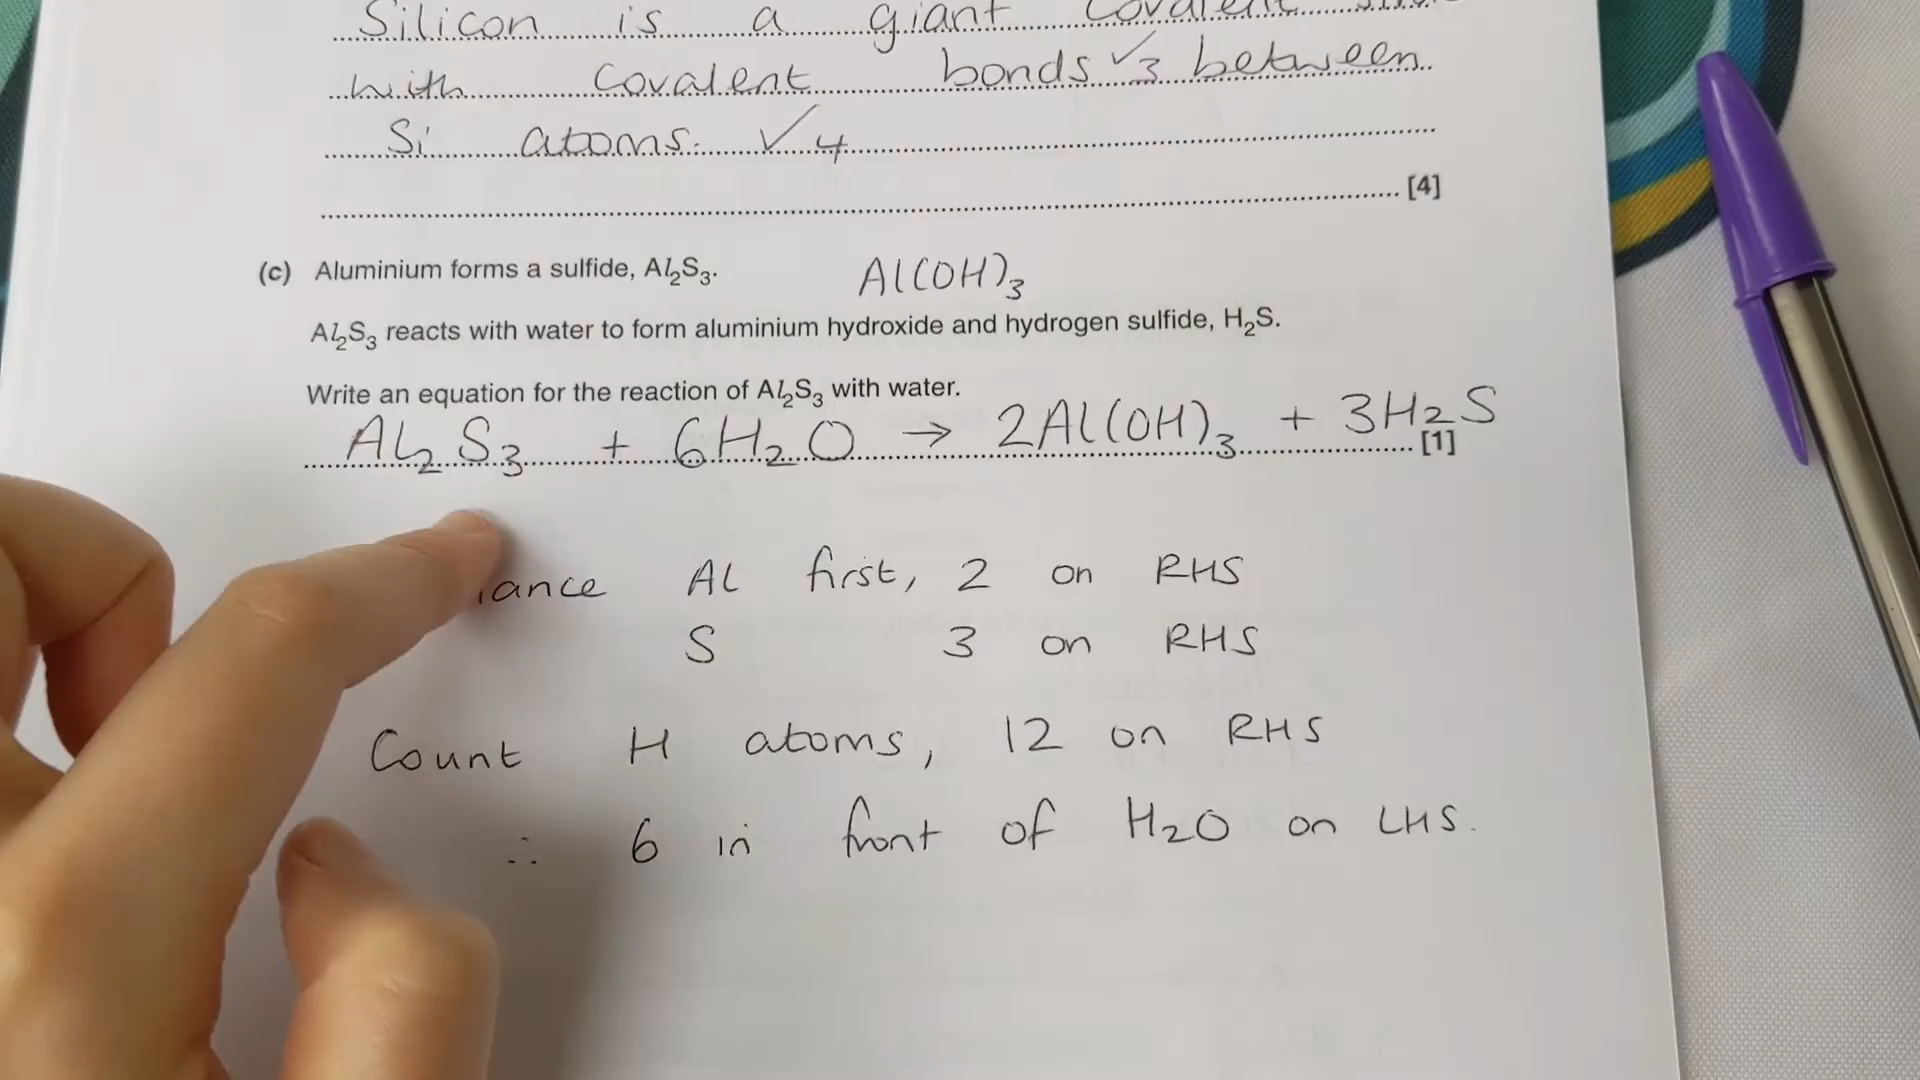 Silicon is a giant covalent
with covalent bonds ✓3 between
Si atoms. ✓4
[4]
(c) Aluminium forms a sulfide, Al₂S₃.
Al(OH)₃
Al₂S₃ reacts with water to form aluminium hydroxide and hydrogen sulfide, H₂S.
Write an equation for the reaction of Al₂S₃ with water.
Al₂S₃ + 6H₂O → 2Al(OH)₃ + 3H₂S
[1]
lance Al first, 2 on RHS
S 3 on RHS
Count H atoms, 12 on RHS
∴ 6 in front of H₂O on LHS.